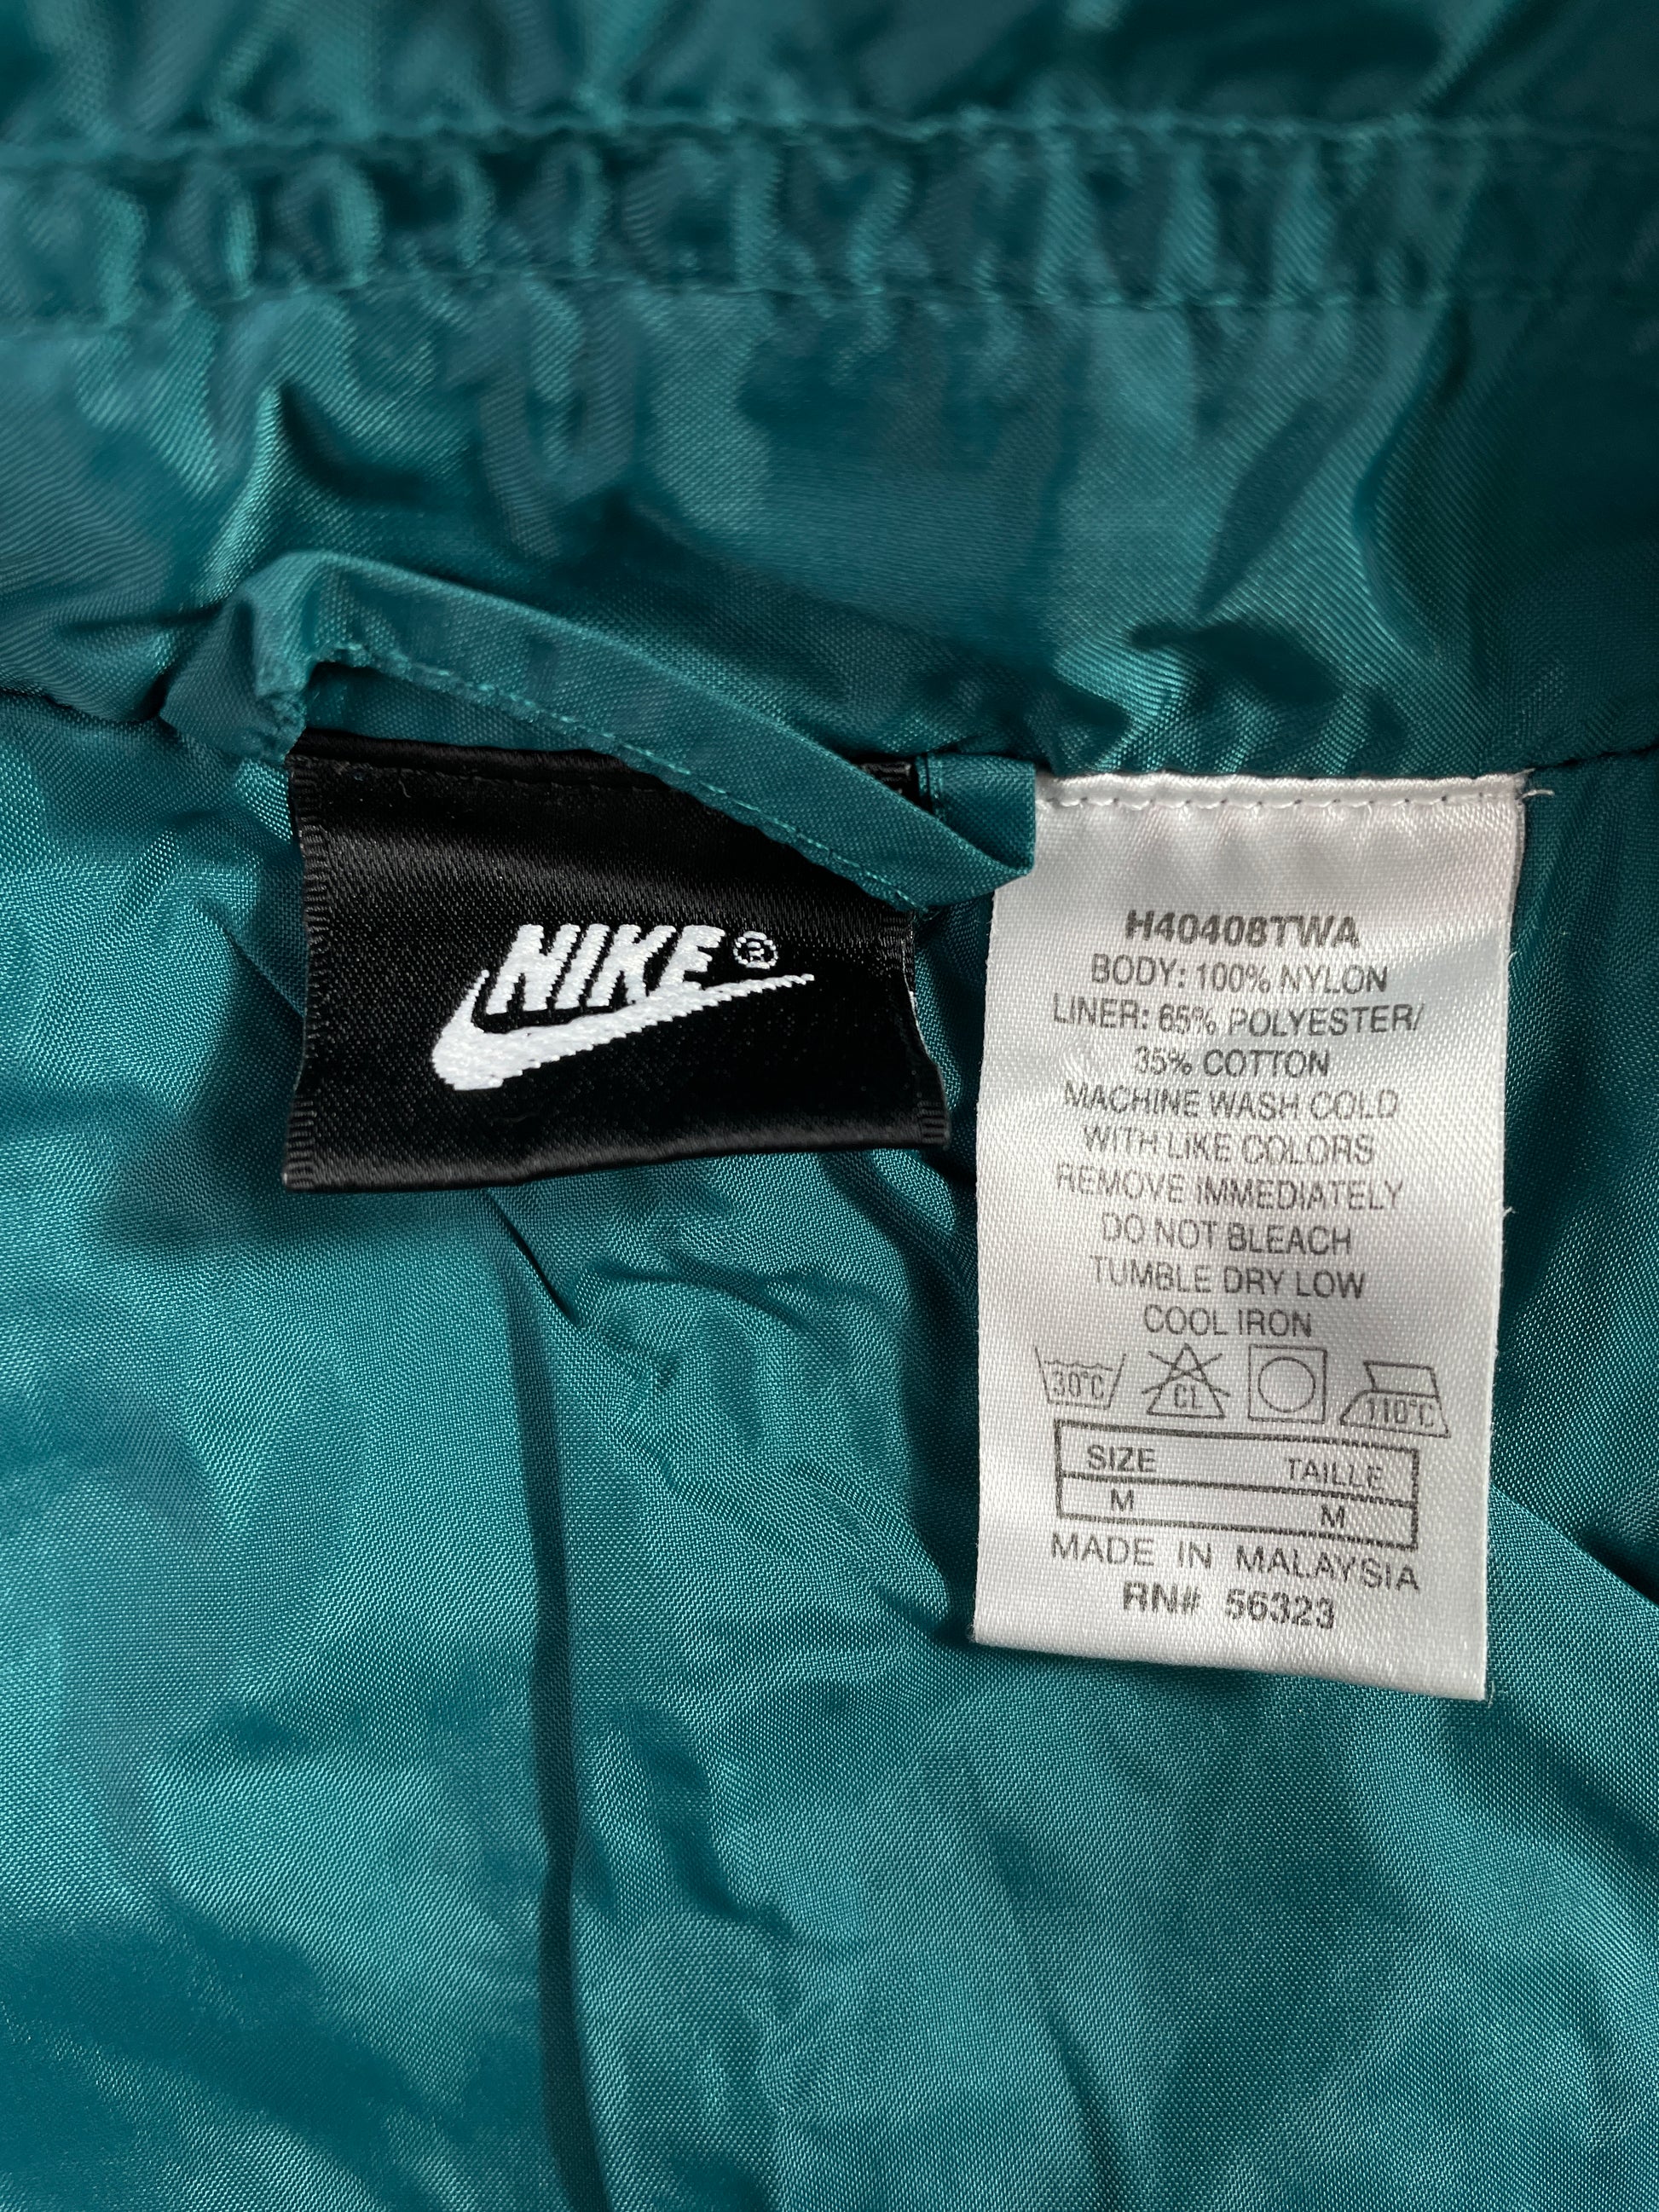 NIKE®
H40408TWA
BODY: 100% NYLON
LINER: 65% POLYESTER/
35% COTTON
MACHINE WASH COLD
WITH LIKE COLORS
REMOVE IMMEDIATELY
DO NOT BLEACH
TUMBLE DRY LOW
COOL IRON
30°C CL 110°C
SIZE TAILLE
M M
MADE IN MALAYSIA
RN# 56323